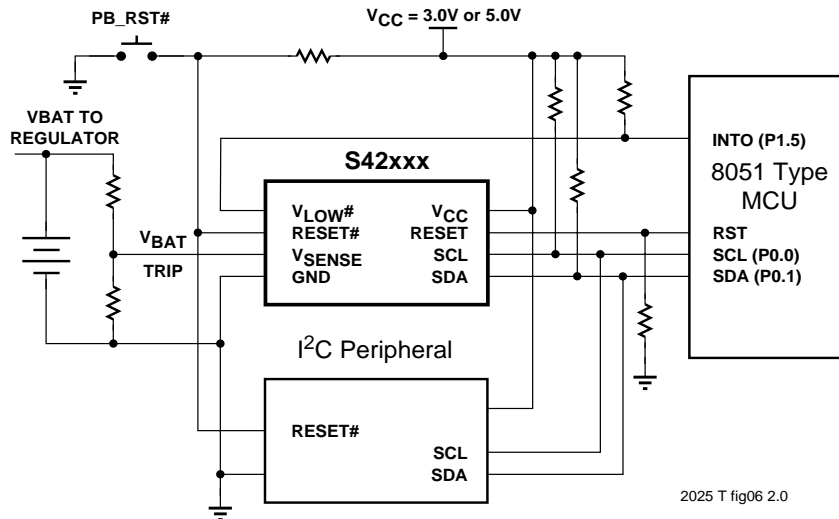 PB_RST#
VCC = 3.0V or 5.0V
VBAT TO
REGULATOR
S42xxx
INTO (P1.5)
8051 Type
MCU
VLOW#
VCC
RESET#
RESET
RST
VBAT
TRIP
VSENSE
SCL
SCL (P0.0)
GND
SDA
SDA (P0.1)
I2C Peripheral
RESET#
SCL
SDA
2025 T fig06 2.0